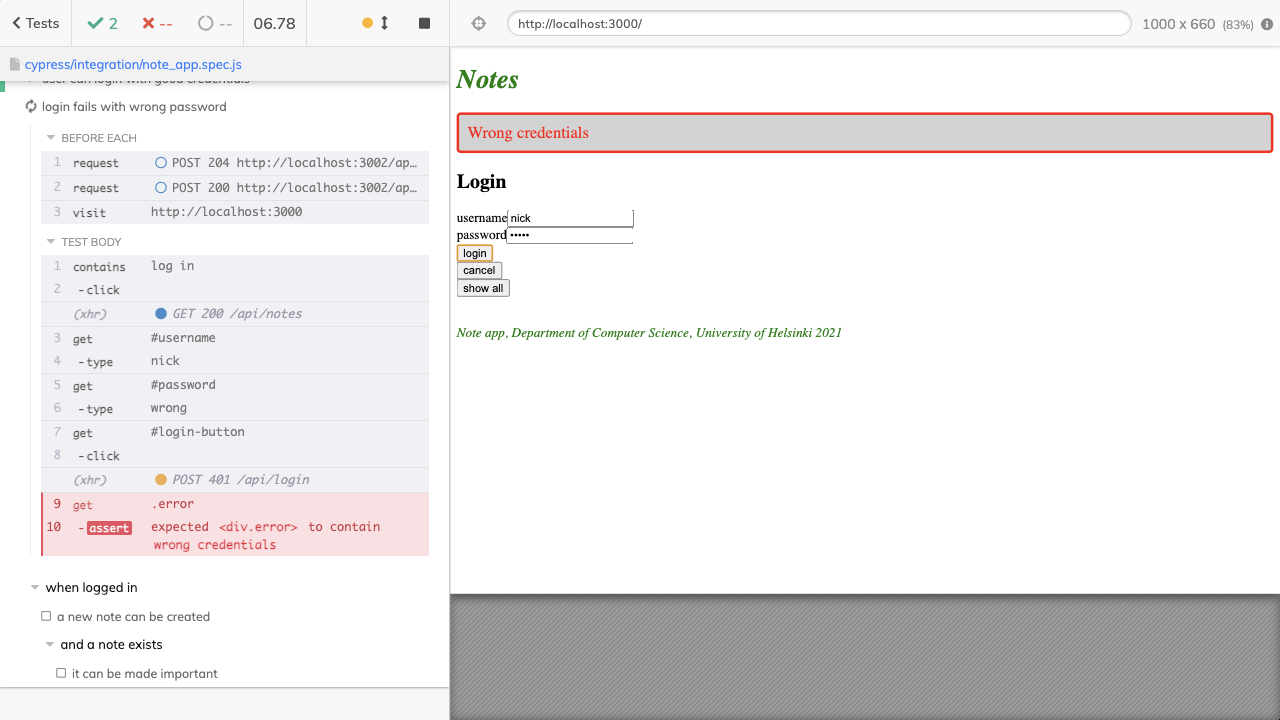 Tests
2
--
--
06.78
http://localhost:3000/
1000 x 660 (83%)
cypress/integration/note_app.spec.js
user can login with good credentials
login fails with wrong password
BEFORE EACH
1 request POST 204 http://localhost:3002/ap…
2 request POST 200 http://localhost:3002/ap…
3 visit http://localhost:3000
TEST BODY
1 contains log in
2 -click
(xhr) GET 200 /api/notes
3 get #username
4 -type nick
5 get #password
6 -type wrong
7 get #login-button
8 -click
(xhr) POST 401 /api/login
9 get .error
10 -assert expected <div.error> to contain
wrong credentials
when logged in
a new note can be created
and a note exists
it can be made important
Notes
Wrong credentials
Login
username nick
password •••••
login
cancel
show all
Note app, Department of Computer Science, University of Helsinki 2021